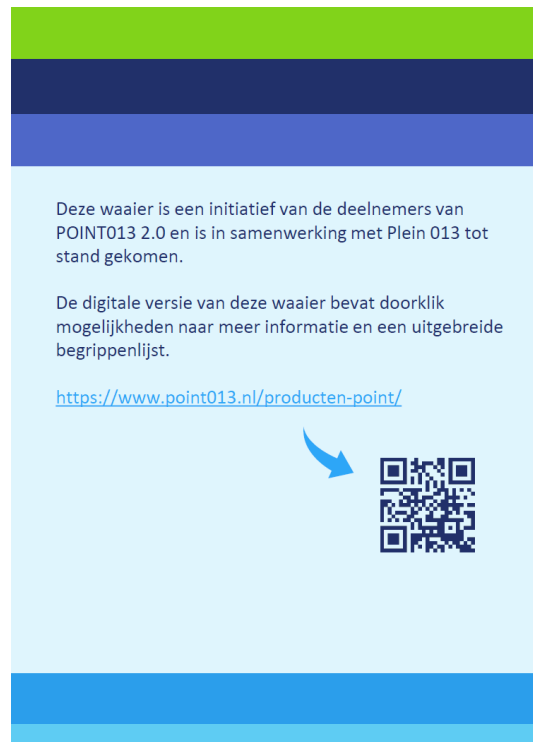 Deze waaier is een initiatief van de deelnemers van
POINT013 2.0 en is in samenwerking met Plein 013 tot
stand gekomen.
De digitale versie van deze waaier bevat doorklik
mogelijkheden naar meer informatie en een uitgebreide
begrippenlijst.
https://www.point013.nl/producten-point/